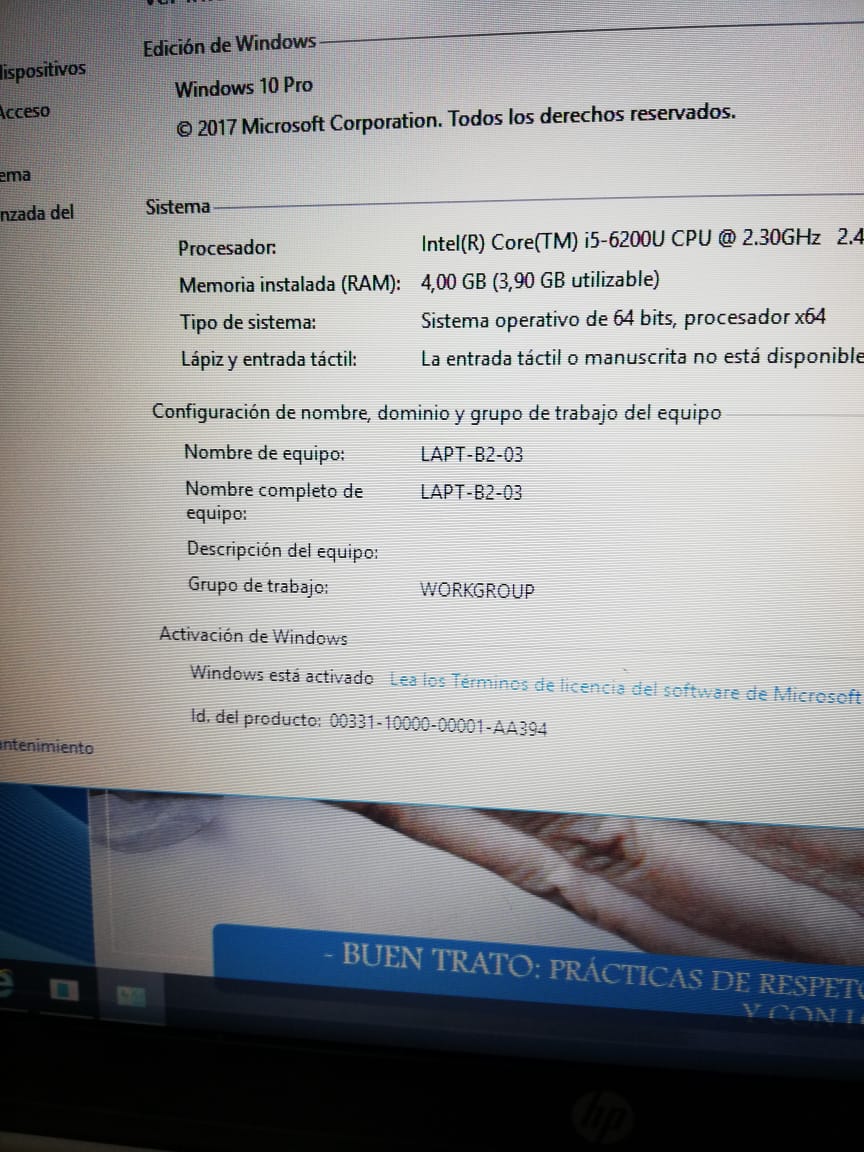 Edición de Windows
Windows 10 Pro
© 2017 Microsoft Corporation. Todos los derechos reservados.
dispositivos
Acceso
ema
nzada del
Sistema
Procesador: Intel(R) Core(TM) i5-6200U CPU @ 2.30GHz 2.4
Memoria instalada (RAM): 4,00 GB (3,90 GB utilizable)
Tipo de sistema: Sistema operativo de 64 bits, procesador x64
Lápiz y entrada táctil: La entrada táctil o manuscrita no está disponible
Configuración de nombre, dominio y grupo de trabajo del equipo
Nombre de equipo: LAPT-B2-03
Nombre completo de LAPT-B2-03
equipo:
Descripción del equipo:
Grupo de trabajo: WORKGROUP
Activación de Windows
Windows está activado Lea los Términos de licencia del software de Microsoft
Id. del producto: 00331-10000-00001-AA394
antenimiento
- BUEN TRATO: PRÁCTICAS DE RESPETO
Y CON L
hp